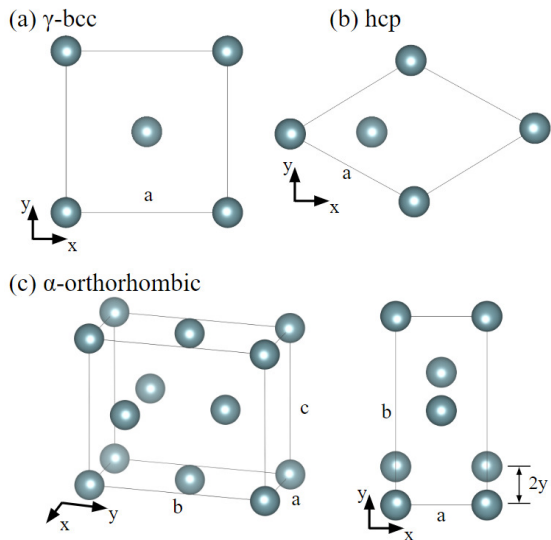 (a) γ-bcc
a
y
x
(b) hcp
a
y
x
(c) α-orthorhombic
c
b
a
y
x
b
a
2y
y
x